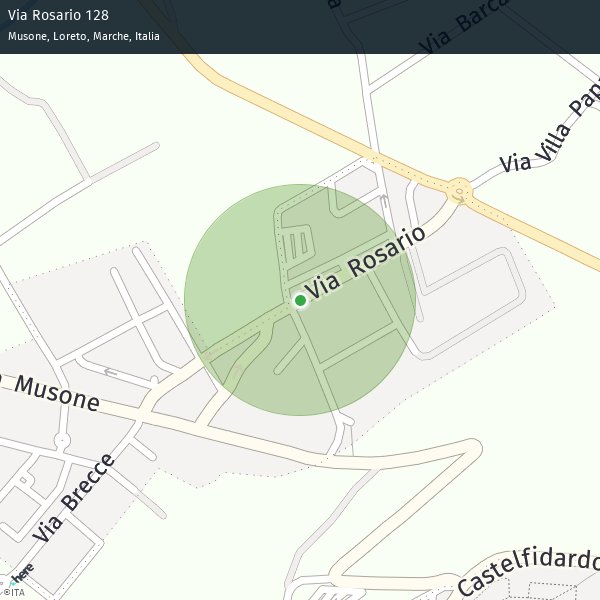 Via Rosario 128
Musone, Loreto, Marche, Italia
Via Barca
Via Villa Papa
Via Rosario
Musone
Via Brecce
Castelfidardo
here
©ITA